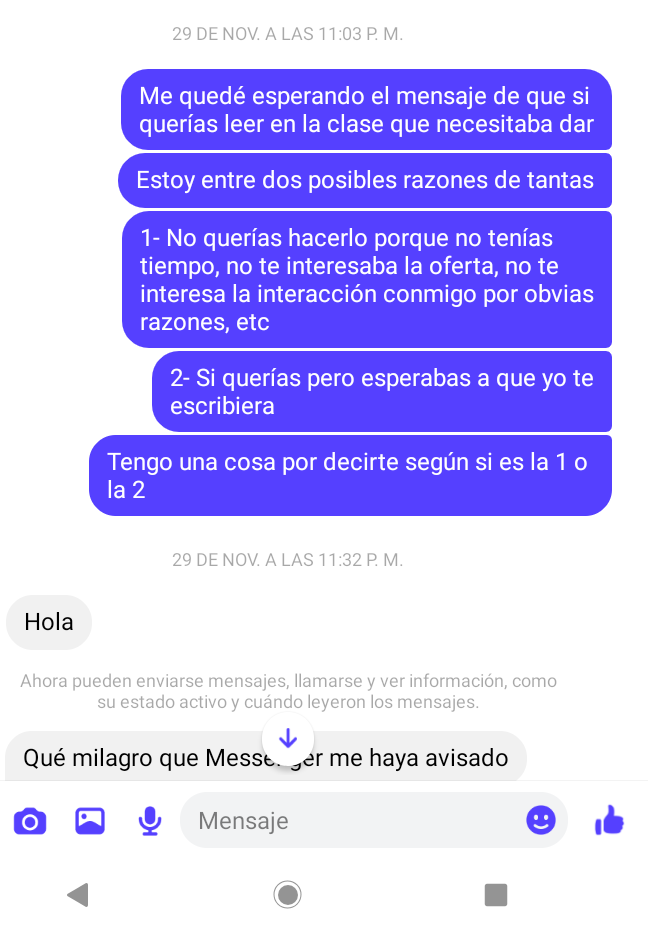 29 DE NOV. A LAS 11:03 P. M.
Me quedé esperando el mensaje de que si
querías leer en la clase que necesitaba dar
Estoy entre dos posibles razones de tantas
1- No querías hacerlo porque no tenías
tiempo, no te interesaba la oferta, no te
interesa la interacción conmigo por obvias
razones, etc
2- Si querías pero esperabas a que yo te
escribiera
Tengo una cosa por decirte según si es la 1 o
la 2
29 DE NOV. A LAS 11:32 P. M.
Hola
Ahora pueden enviarse mensajes, llamarse y ver información, como
su estado activo y cuándo leyeron los mensajes.
Qué milagro que Messenger me haya avisado
Mensaje